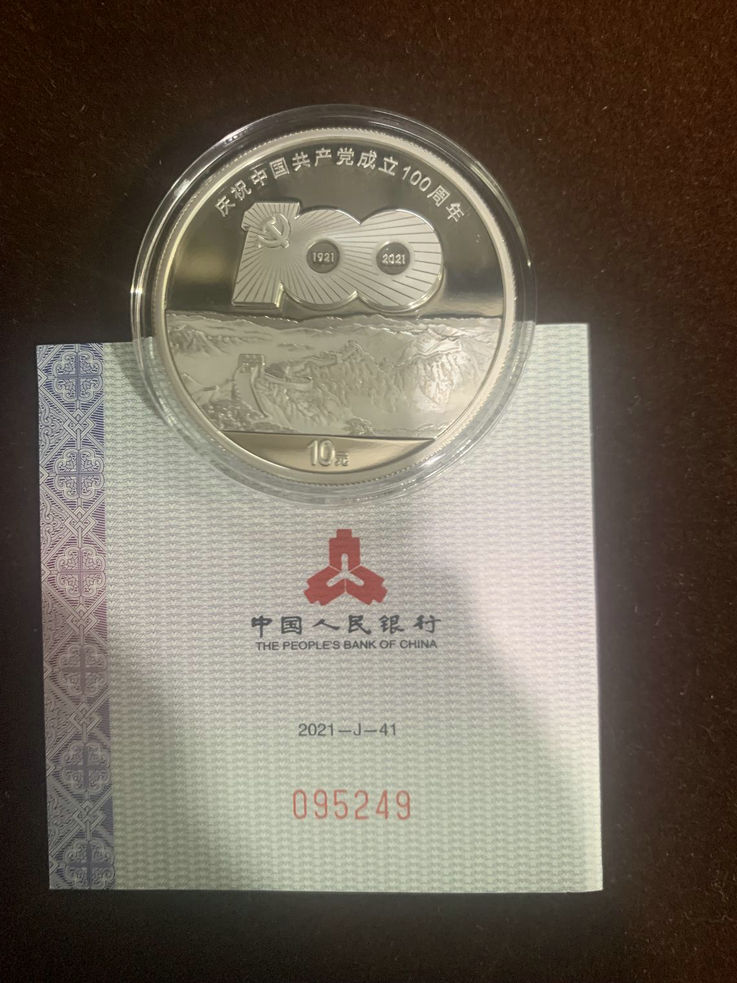 庆祝中国共产党成立100周年
1921 2021
10元
中国人民银行
THE PEOPLE'S BANK OF CHINA
2021—J—41
095249